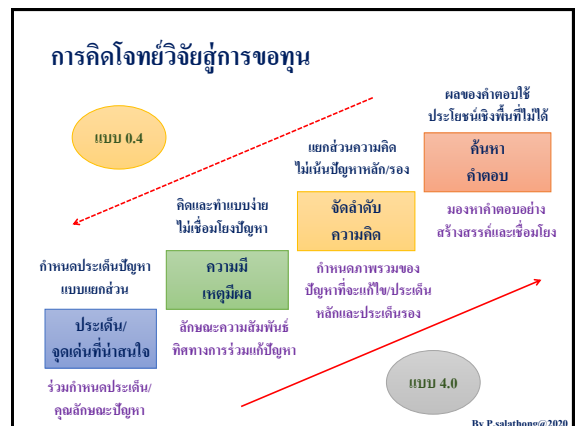 การคิดโจทย์วิจัยสู่การขอทุน
ผลของคำตอบใช้
ประโยชน์เชิงพื้นที่ไม่ได้
แบบ 0.4
แยกส่วนความคิด
ไม่เน้นปัญหาหลัก/รอง
ค้นหา
คำตอบ
คิดและทำแบบง่าย
ไม่เชื่อมโยงปัญหา
จัดลำดับ
ความคิด
มองหาคำตอบอย่าง
สร้างสรรค์และเชื่อมโยง
กำหนดประเด็นปัญหา
แบบแยกส่วน
ความมี
เหตุมีผล
กำหนดภาพรวมของ
ปัญหาที่จะแก้ไข/ประเด็น
หลักและประเด็นรอง
ประเด็น/
จุดเด่นที่น่าสนใจ
ลักษณะความสัมพันธ์
ทิศทางการร่วมแก้ปัญหา
ร่วมกำหนดประเด็น/
คุณลักษณะปัญหา
แบบ 4.0
By P.salathong@2020